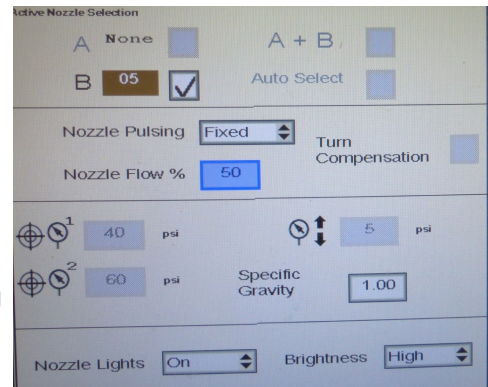 Active Nozzle Selection
A None A + B
B 05 Auto Select
Nozzle Pulsing Fixed Turn Compensation
Nozzle Flow % 50
1 40 psi 5 psi
2 60 psi Specific Gravity 1.00
Nozzle Lights On Brightness High